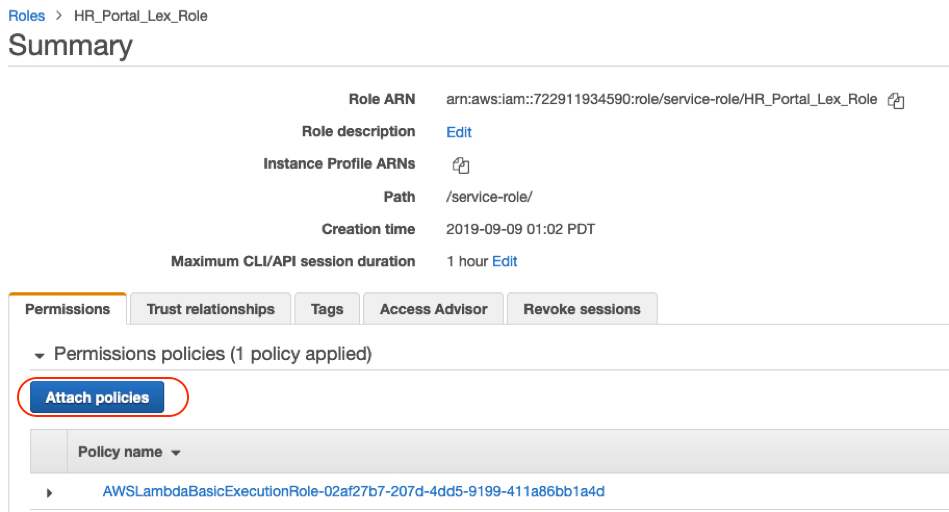 Roles > HR_Portal_Lex_Role
Summary
Role ARN arn:aws:iam::722911934590:role/service-role/HR_Portal_Lex_Role
Role description Edit
Instance Profile ARNs
Path /service-role/
Creation time 2019-09-09 01:02 PDT
Maximum CLI/API session duration 1 hour Edit
Permissions Trust relationships Tags Access Advisor Revoke sessions
Permissions policies (1 policy applied)
Attach policies
Policy name
AWSLambdaBasicExecutionRole-02af27b7-207d-4dd5-9199-411a86bb1a4d